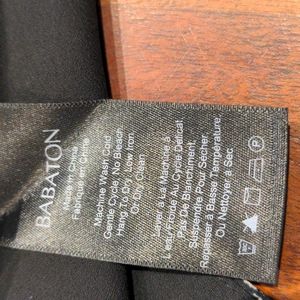 BABATON
Made in China
Fabriqué en Chine
Machine Wash Cold
Gentle Cycle. No Bleach.
Hang To Dry. Low Iron.
Or Dry Clean
Laver À La Machine À
L'eau Froide Au Cycle Délicat.
Pas De Blanchissant.
Suspendre Pour Sécher.
Repasser À Basse Température.
Ou Nettoyer À Sec